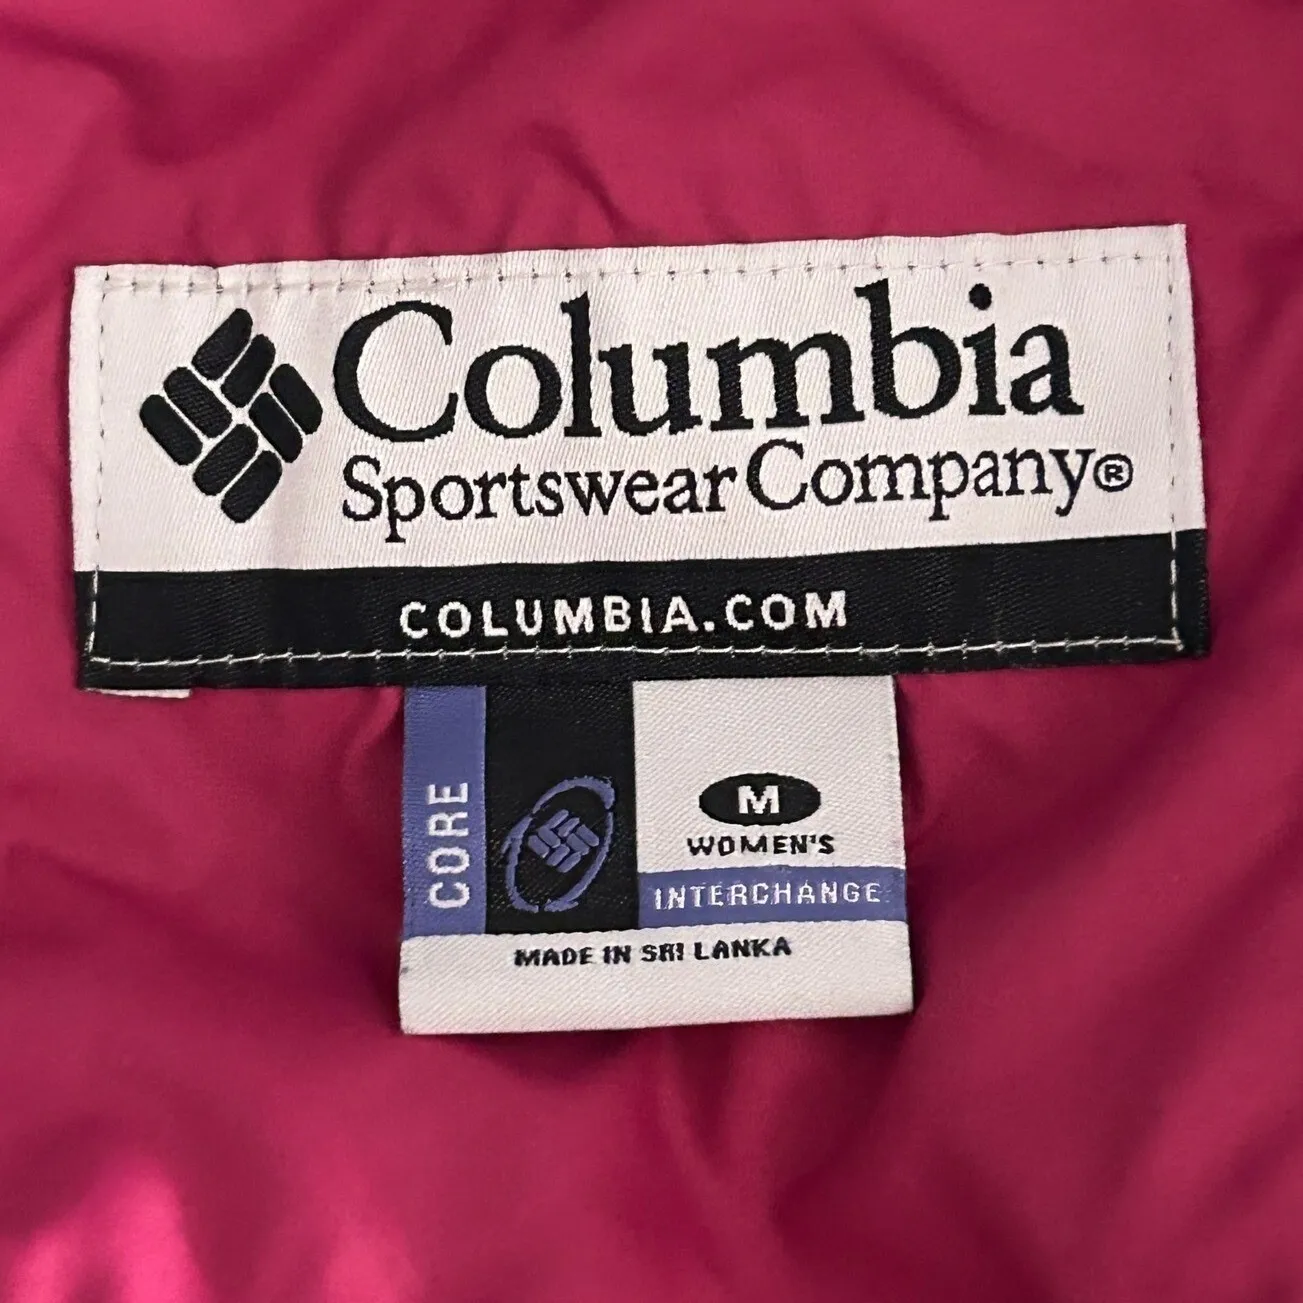 Columbia
Sportswear Company®
COLUMBIA.COM
CORE
M
WOMEN'S
INTERCHANGE
MADE IN SRI LANKA